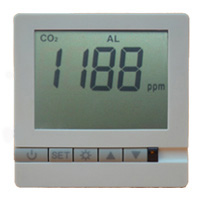 CO₂ AL
1188 ppm
SET